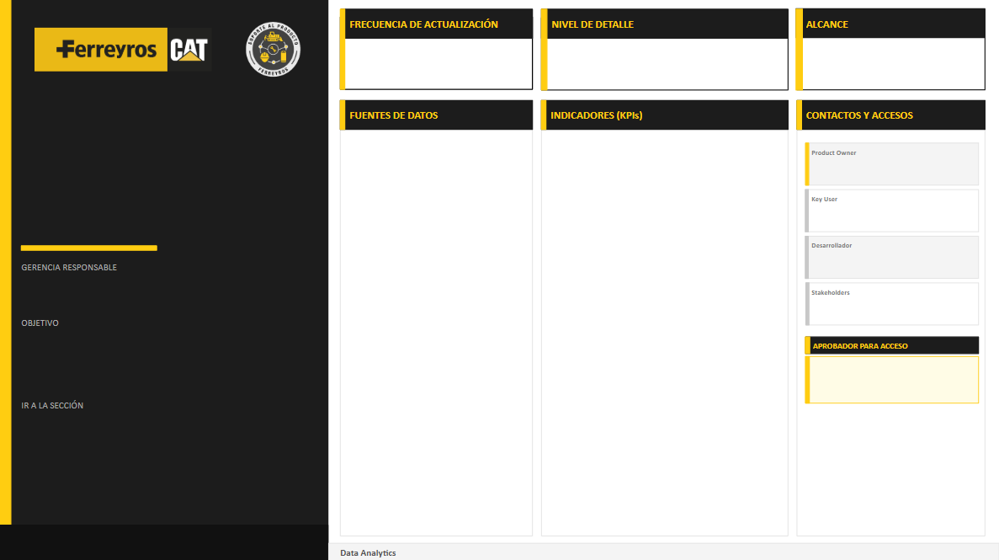 Ferreyros CAT
SOPORTE AL PRODUCTO
FERREYROS
GERENCIA RESPONSABLE
OBJETIVO
IR A LA SECCIÓN
FRECUENCIA DE ACTUALIZACIÓN
NIVEL DE DETALLE
ALCANCE
FUENTES DE DATOS
INDICADORES (KPIs)
CONTACTOS Y ACCESOS
Product Owner
Key User
Desarrollador
Stakeholders
APROBADOR PARA ACCESO
Data Analytics